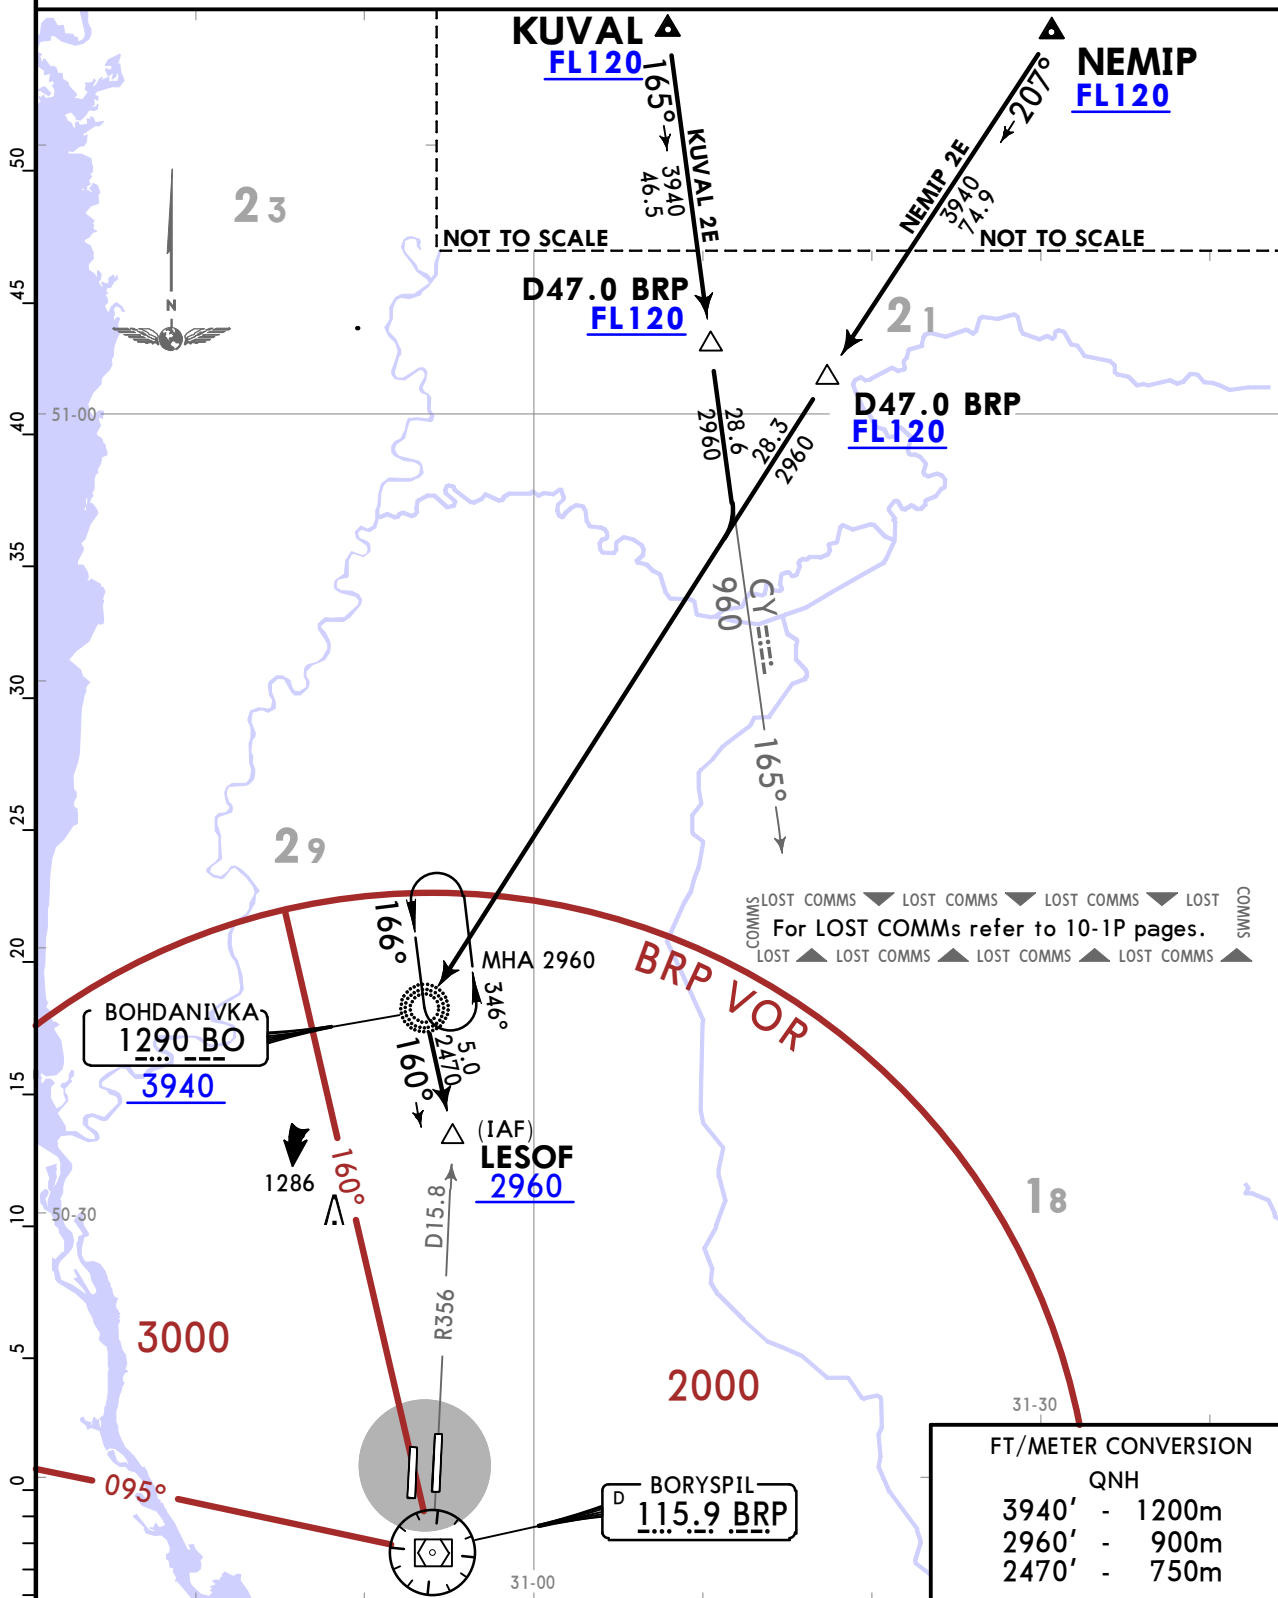 KUVAL
FL120
NEMIP
FL120
165°
3940
46.5
KUVAL 2E
207°
NEMIP 2E
3940
74.9
50
23
N
NOT TO SCALE
NOT TO SCALE
45
D47.0 BRP
FL120
21
40
51-00
D47.0 BRP
FL120
28.6
2960
28.3
2960
35
CY
960
165°
30
25
29
LOST COMMS LOST COMMS LOST COMMS LOST
COMMS
For LOST COMMs refer to 10-1P pages.
COMMS
LOST LOST COMMS LOST COMMS LOST COMMS
20
166°
MHA 2960
346°
BRP VOR
BOHDANIVKA
1290 BO
3940
15
5.0
2470
160°
(IAF)
LESOF
2960
160°
1286
10
50-30
D15.8
R356
18
3000
2000
5
31-30
0
095°
BORYSPIL
D 115.9 BRP
31-00
FT/METER CONVERSION
QNH
3940' - 1200m
2960' - 900m
2470' - 750m